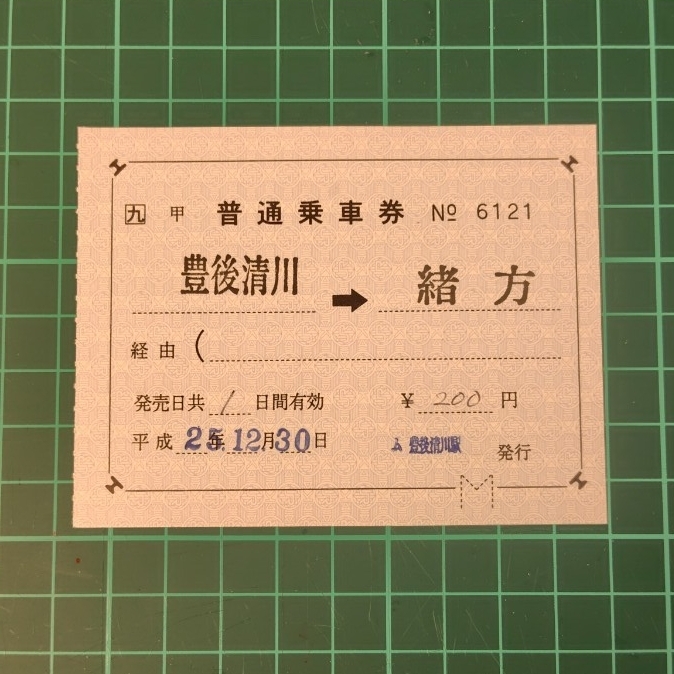 九 甲 普通乗車券 № 6121
豊後清川 ➡ 緒方
経由 (
発売日共 1 日間有効 ¥ 200 円
平成 25年12月30日 豊後清川駅 発行